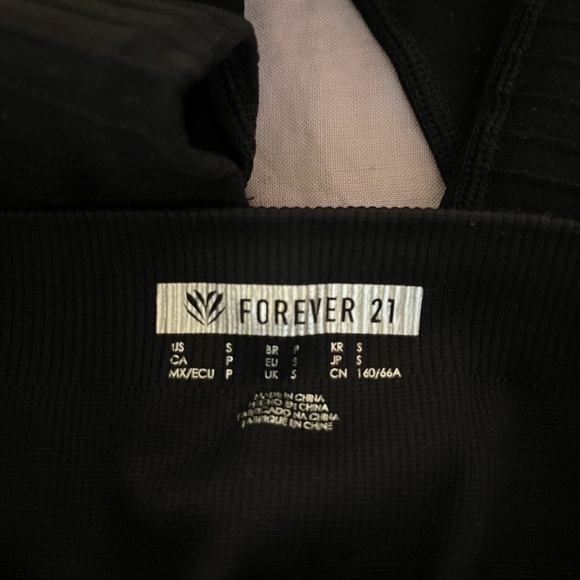 FOREVER 21
US S BR P KR S
CA P EU S JP S
MX/ECU P UK S CN 160/66A
MADE IN CHINA
HECHO EN CHINA
FABRICADO NA CHINA
FABRIQUÉ EN CHINE